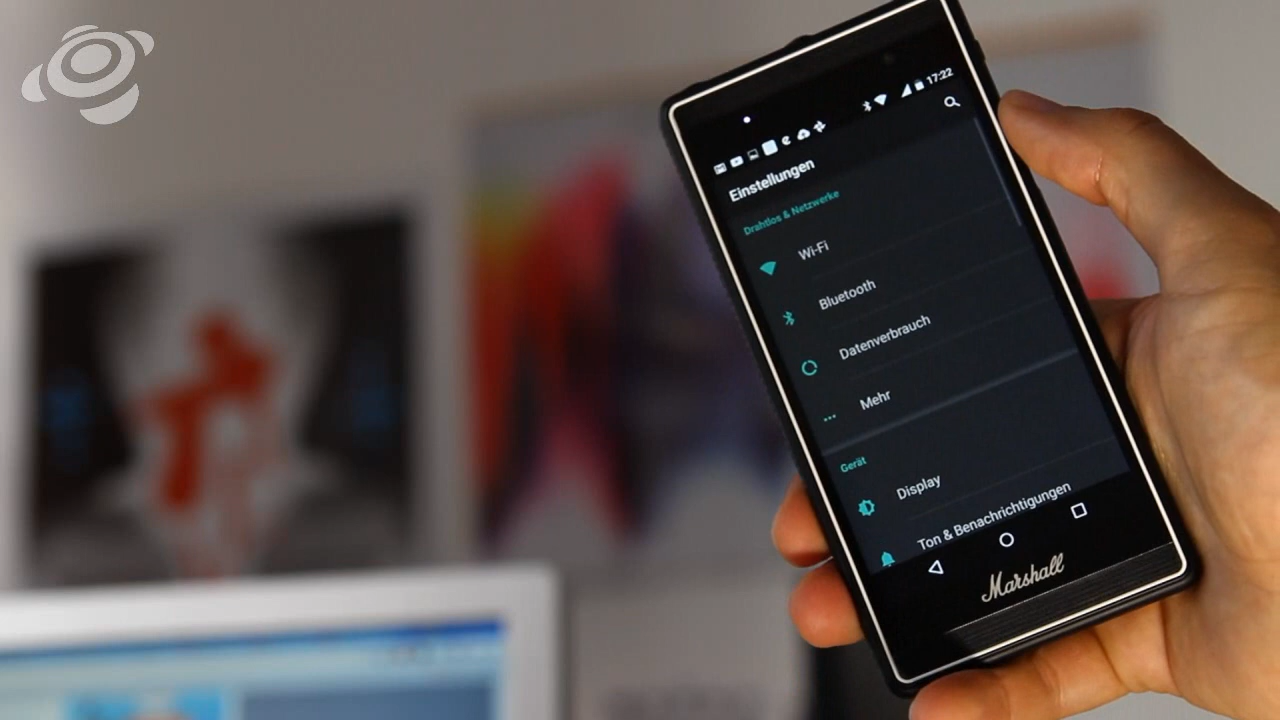 17:22
Einstellungen
Drahtlos & Netzwerke
Wi-Fi
Bluetooth
Datenverbrauch
Mehr
Gerät
Display
Ton & Benachrichtigungen
Marshall